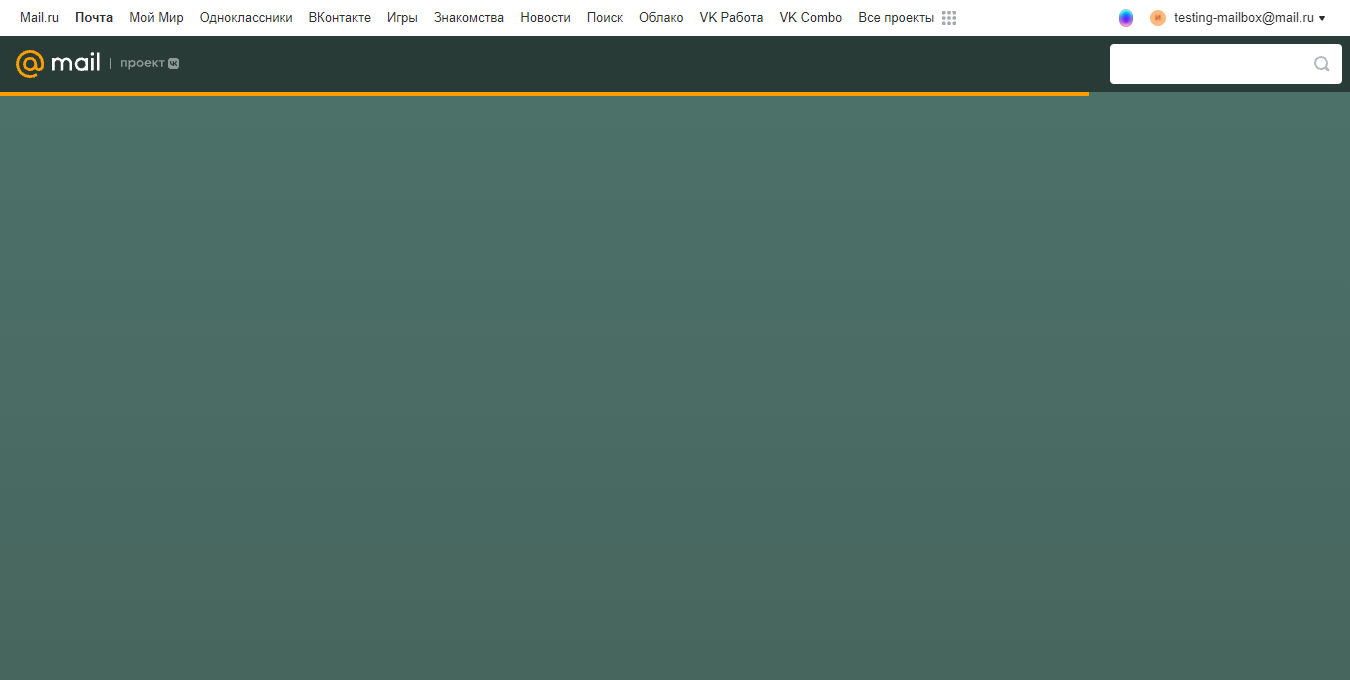 Mail.ru Почта Мой Мир Одноклассники ВКонтакте Игры Знакомства Новости Поиск Облако VK Работа VK Combo Все проекты И testing-mailbox@mail.ru
@mail | проект